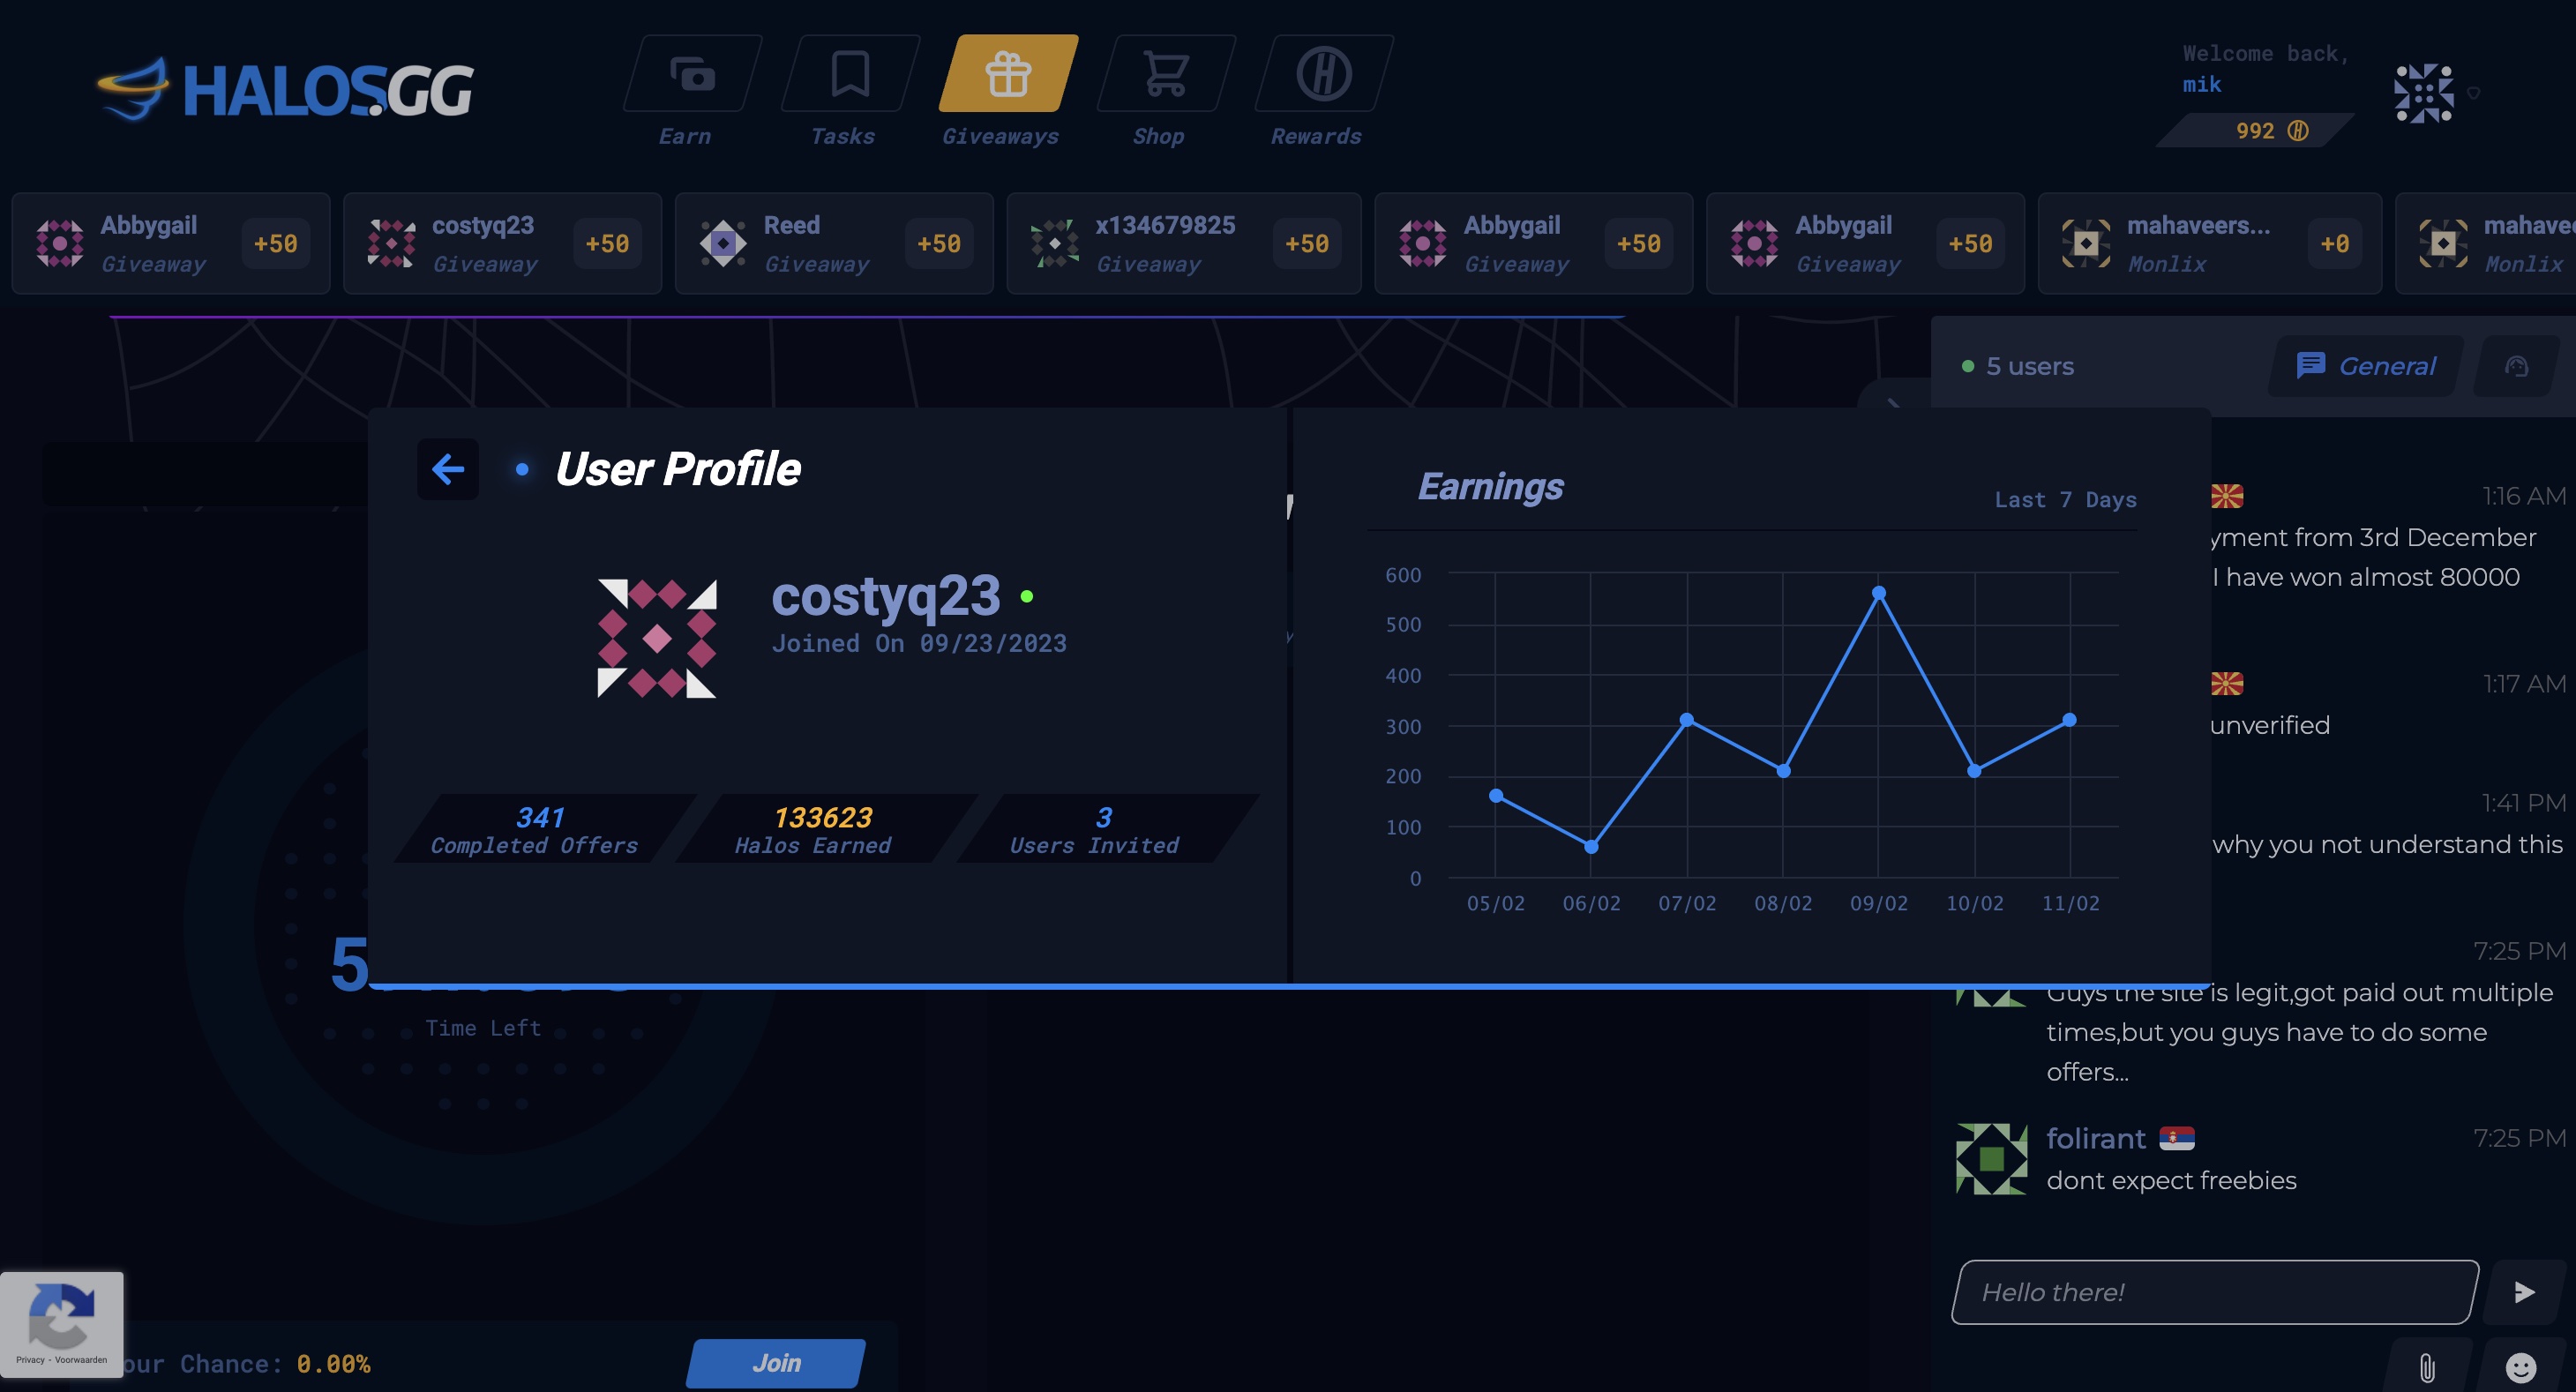 HALOS.GG
Earn
Tasks
Giveaways
Shop
Rewards
Welcome back,
mik
992
Abbygail
Giveaway
+50
costyq23
Giveaway
+50
Reed
Giveaway
+50
x134679825
Giveaway
+50
Abbygail
Giveaway
+50
Abbygail
Giveaway
+50
mahaveers...
Monlix
+0
Monlix
5 users
General
User Profile
costyq23
Joined On 09/23/2023
341
Completed Offers
133623
Halos Earned
3
Users Invited
Earnings
Last 7 Days
600
500
400
300
200
100
0
05/02
06/02
07/02
08/02
09/02
10/02
11/02
1:16 AM
yment from 3rd December
I have won almost 80000
1:17 AM
unverified
1:41 PM
why you not understand this
7:25 PM
Guys the site is legit,got paid out multiple
times,but you guys have to do some
offers...
folirant
7:25 PM
dont expect freebies
Hello there!
5
Time Left
Privacy - Voorwaarden
our Chance: 0.00%
Join